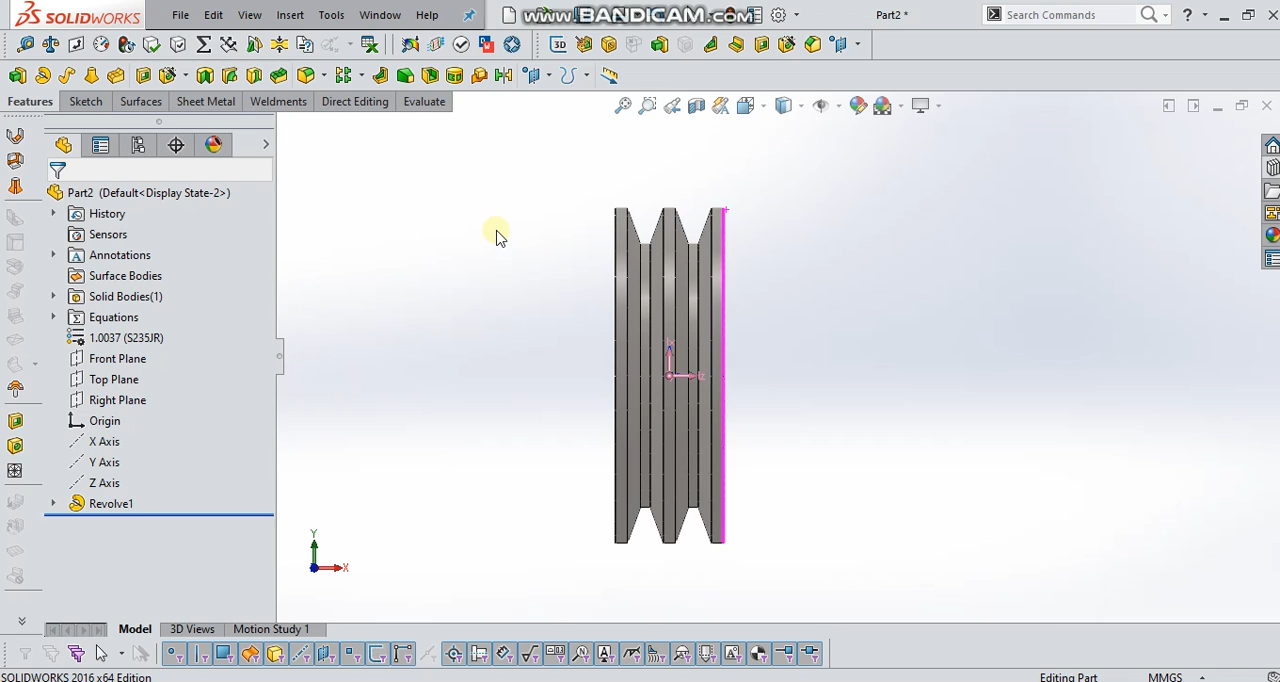 SOLIDWORKS
File Edit View Insert Tools Window Help
www.BANDICAM.com
Part2 *
Search Commands
?
3D
Features Sketch Surfaces Sheet Metal Weldments Direct Editing Evaluate
Part2 (Default<Display State-2>)
History
Sensors
Annotations
Surface Bodies
Solid Bodies(1)
Equations
1.0037 (S235JR)
Front Plane
Top Plane
Right Plane
Origin
X Axis
Y Axis
Z Axis
Revolve1
Y
X
Model 3D Views Motion Study 1
SOLIDWORKS 2016 x64 Edition
Editing Part
MMGS